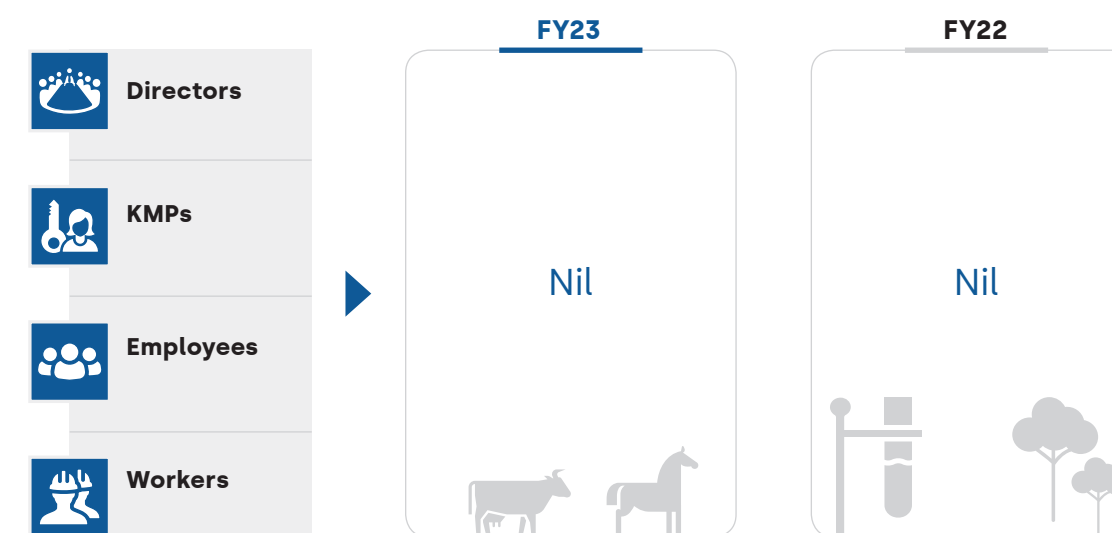 FY23
FY22
Directors
KMPs
Employees
Workers
Nil
Nil